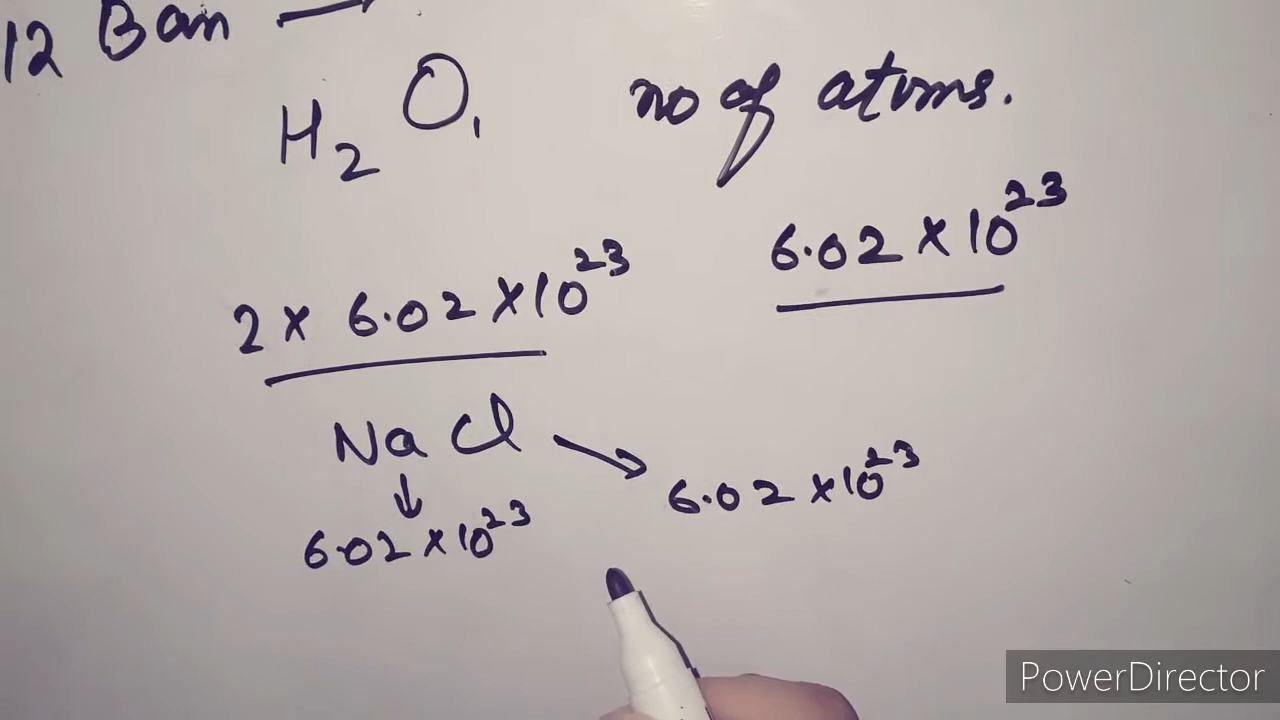 12 Ban —
H₂O₁ no of atoms.
2 × 6.02 × 10²³ 6.02 × 10²³
NaCl → 6.02 × 10²³
↓
6.02 × 10²³
PowerDirector